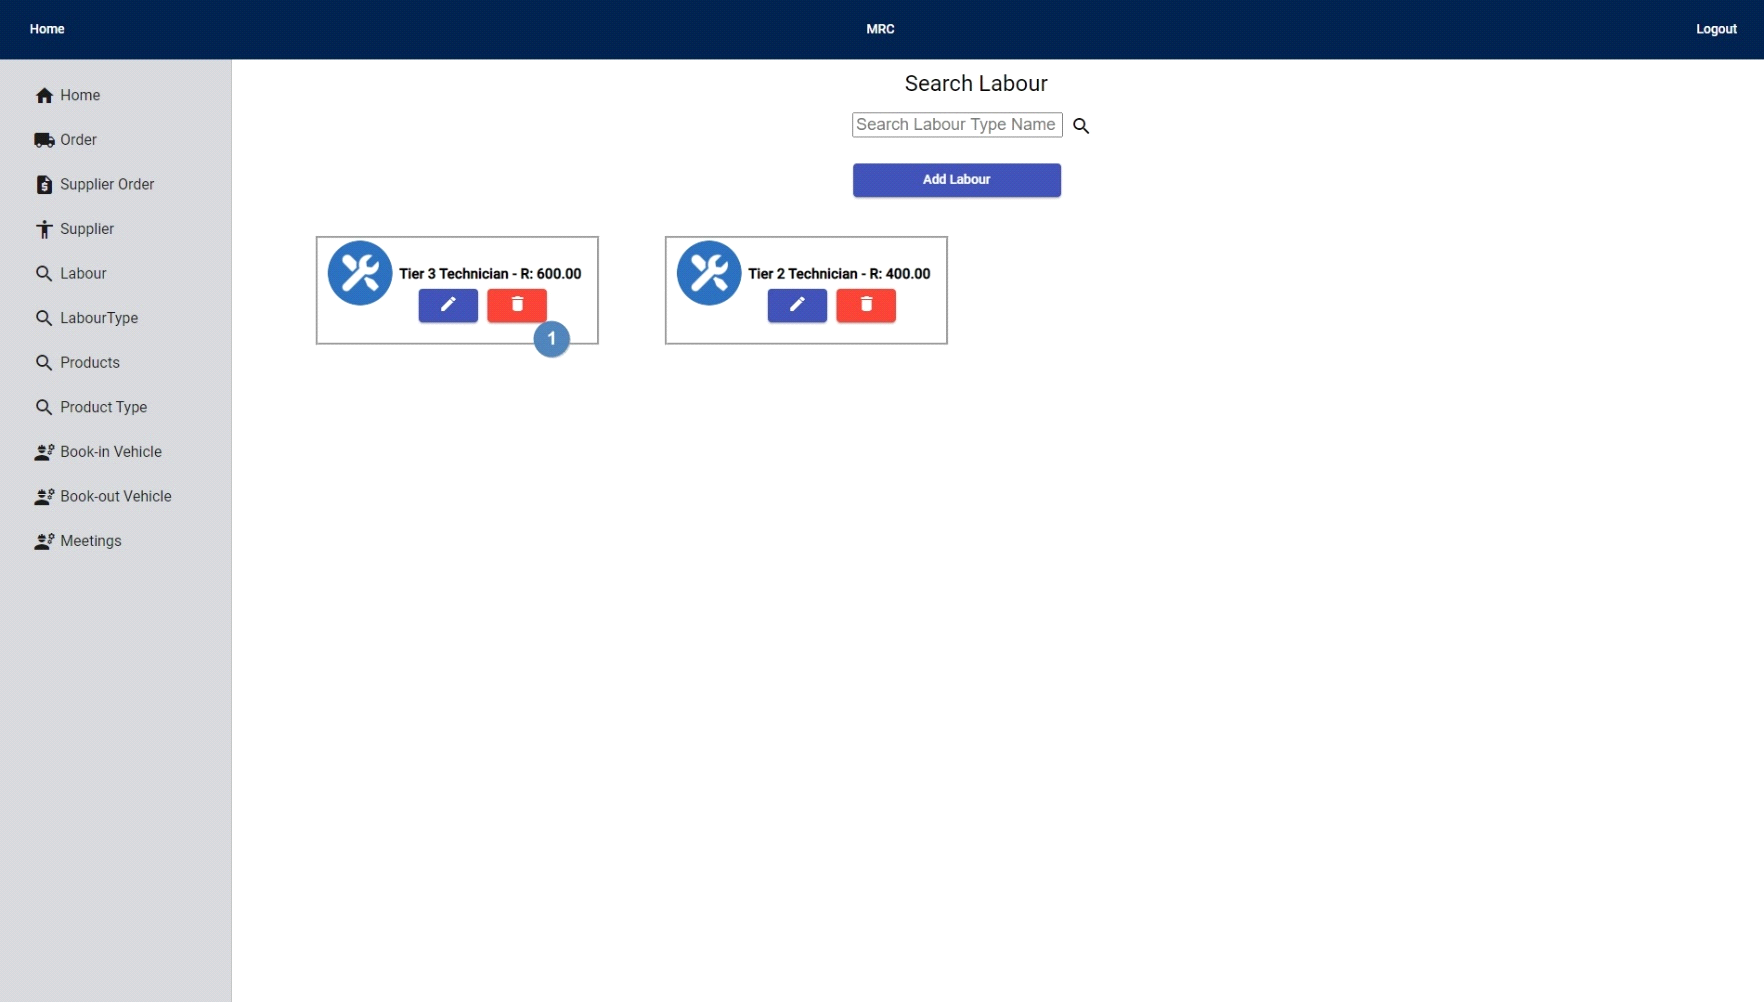 Home
MRC
Logout
Home
Order
Supplier Order
Supplier
Labour
LabourType
Products
Product Type
Book-in Vehicle
Book-out Vehicle
Meetings
Search Labour
Search Labour Type Name
Add Labour
Tier 3 Technician - R: 600.00
1
Tier 2 Technician - R: 400.00